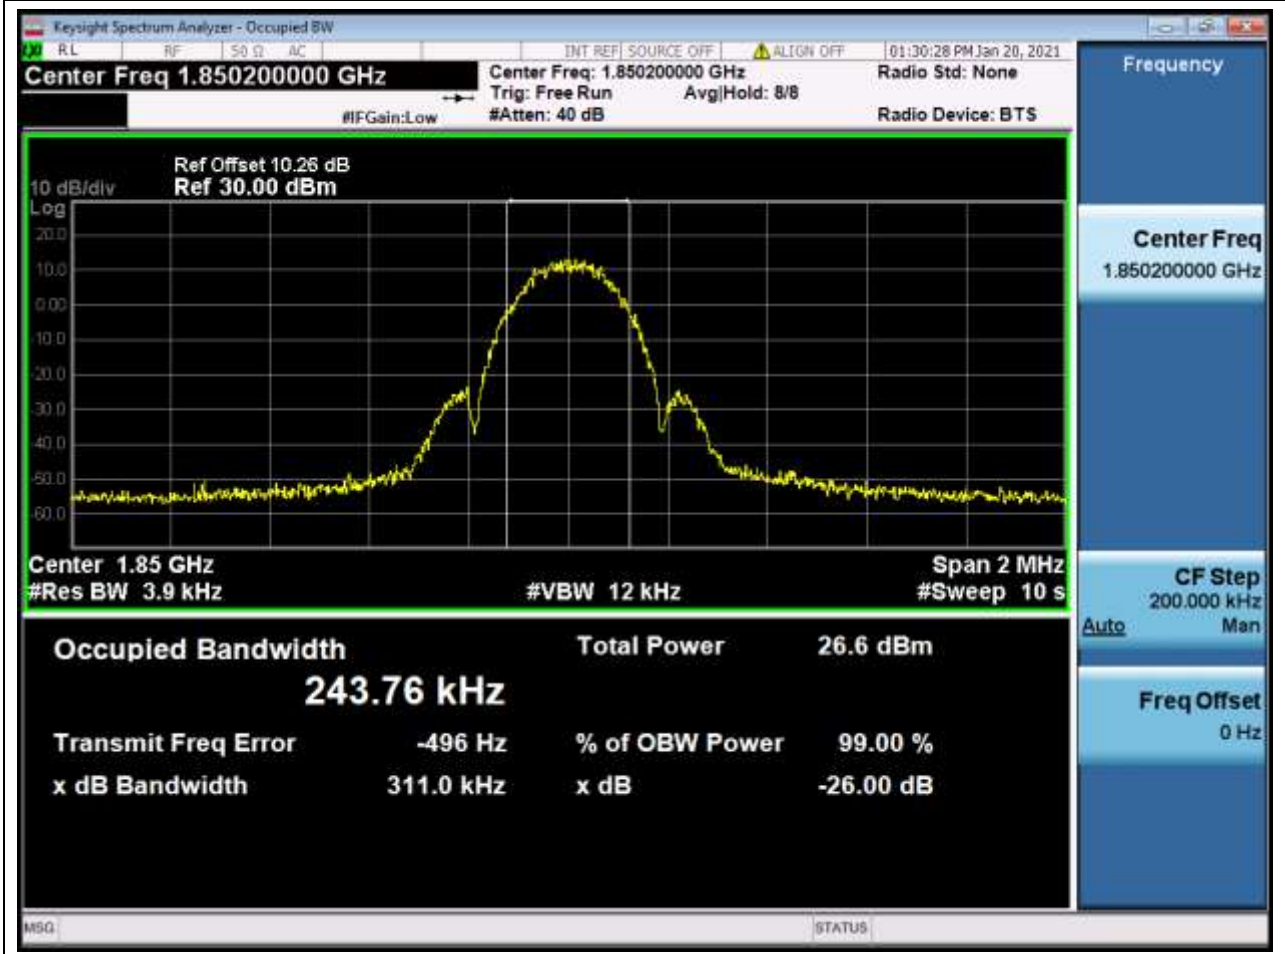 Keysight Spectrum Analyzer - Occupied BW
RL RF 50 Ω AC INT REF SOURCE OFF ALIGN OFF 01:30:28 PM Jan 20, 2021
Center Freq 1.850200000 GHz
Center Freq: 1.850200000 GHz
Radio Std: None
Trig: Free Run Avg|Hold: 8/8
#IFGain:Low
#Atten: 40 dB
Radio Device: BTS
Ref Offset 10.26 dB
10 dB/div Ref 30.00 dBm
Log
20.0
10.0
0.00
-10.0
-20.0
-30.0
-40.0
-50.0
-60.0
Center 1.85 GHz Span 2 MHz
#Res BW 3.9 kHz #VBW 12 kHz #Sweep 10 s
Occupied Bandwidth Total Power 26.6 dBm
243.76 kHz
Transmit Freq Error -496 Hz % of OBW Power 99.00 %
x dB Bandwidth 311.0 kHz x dB -26.00 dB
MSG STATUS
Frequency
Center Freq
1.850200000 GHz
CF Step
200.000 kHz
Auto Man
Freq Offset
0 Hz